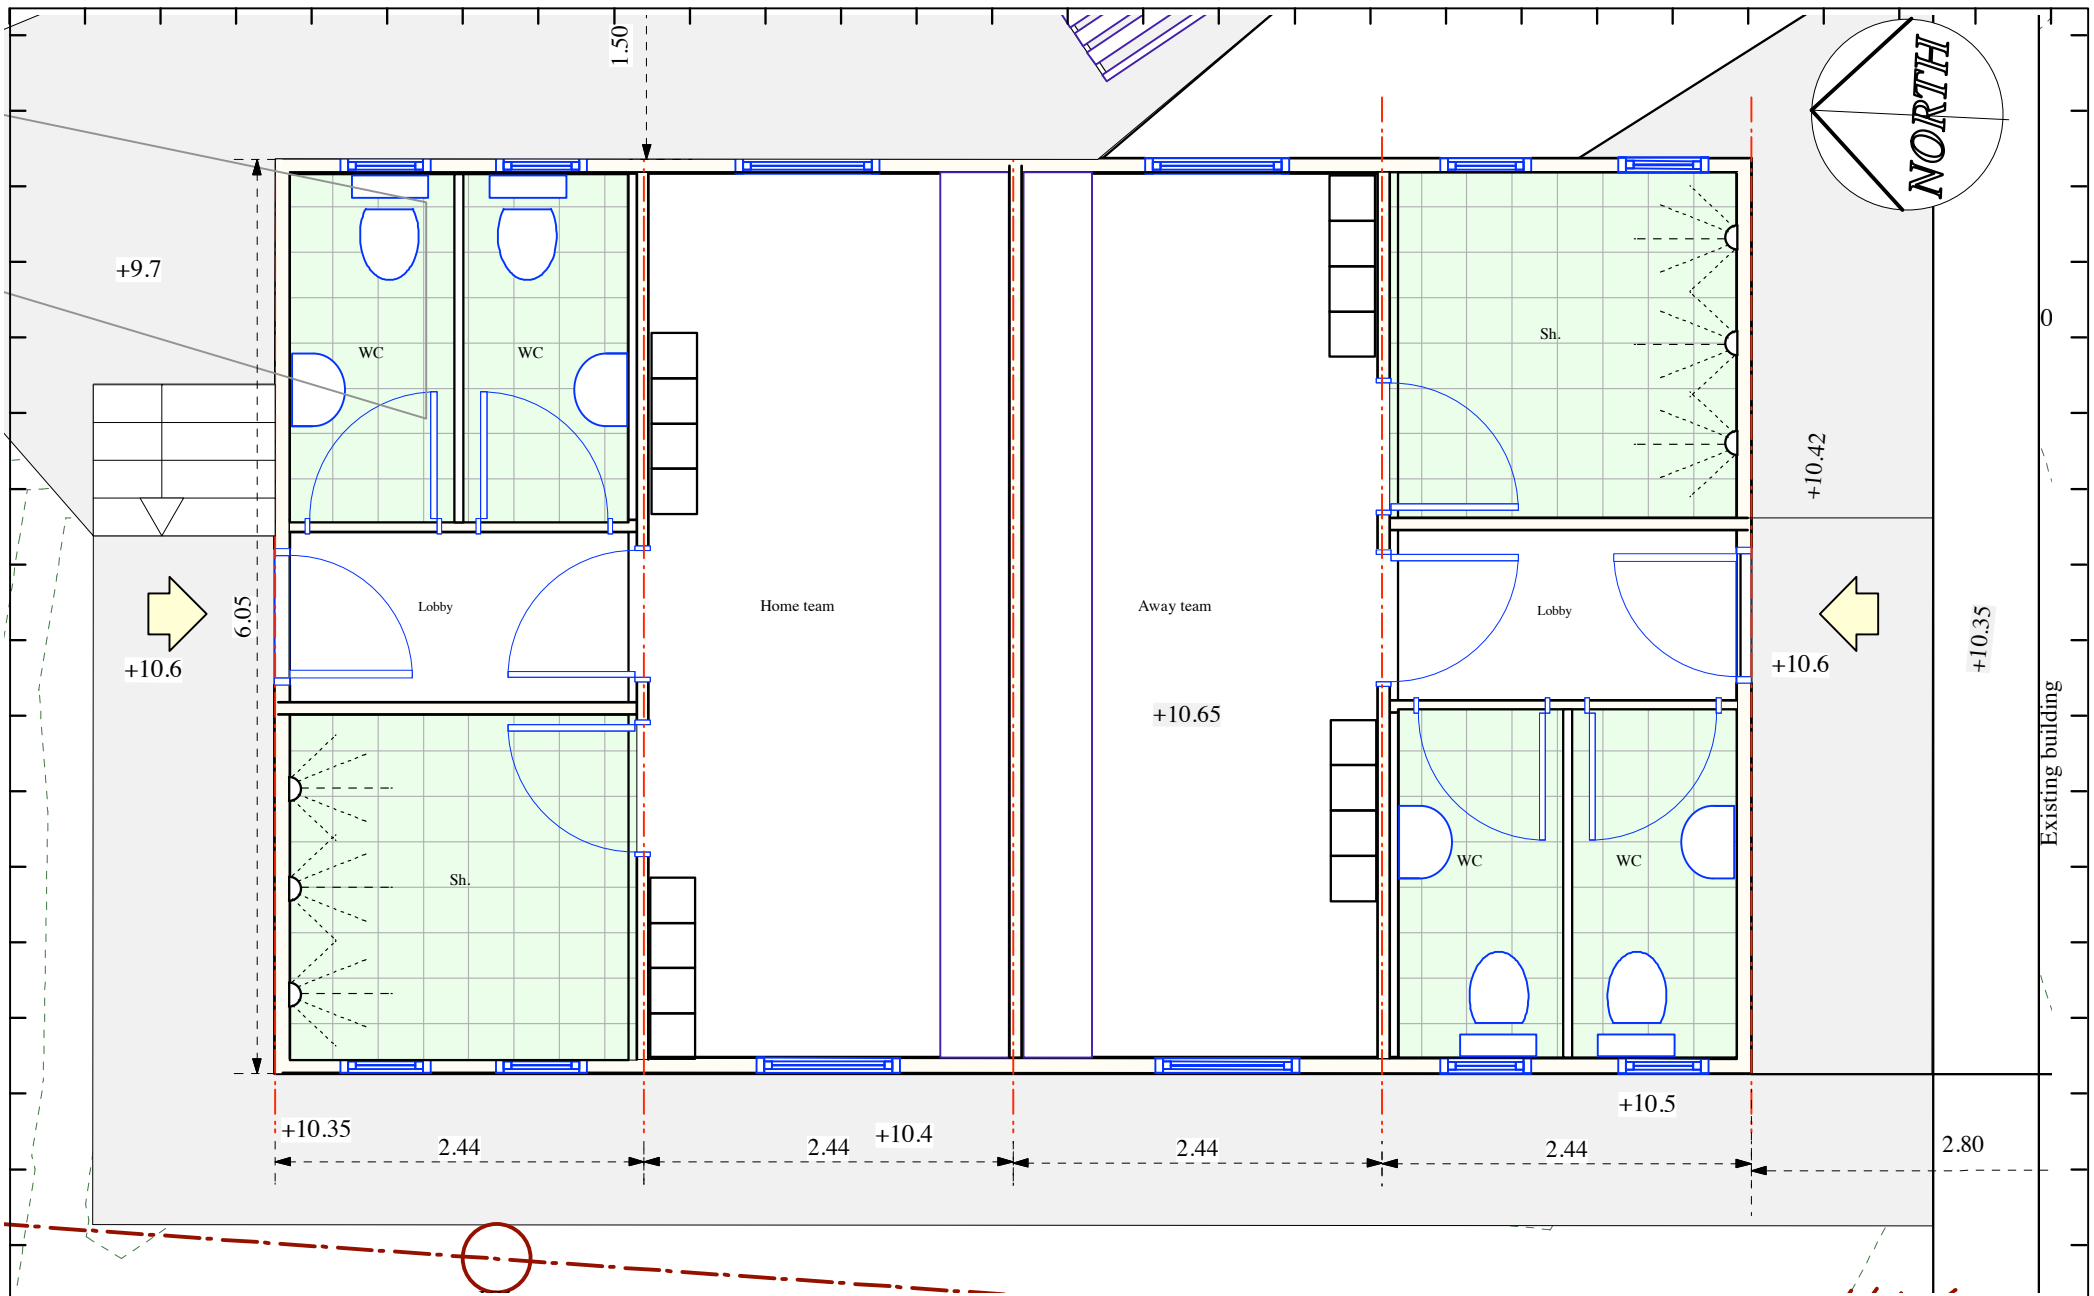 1.50
NORTH
+9.7
0
WC
WC
Sh.
+10.42
6.05
Lobby
Home team
Away team
Lobby
+10.35
+10.6
+10.6
+10.65
Existing building
Sh.
WC
WC
+10.35
2.44
2.44
+10.4
2.44
+10.5
2.44
2.80